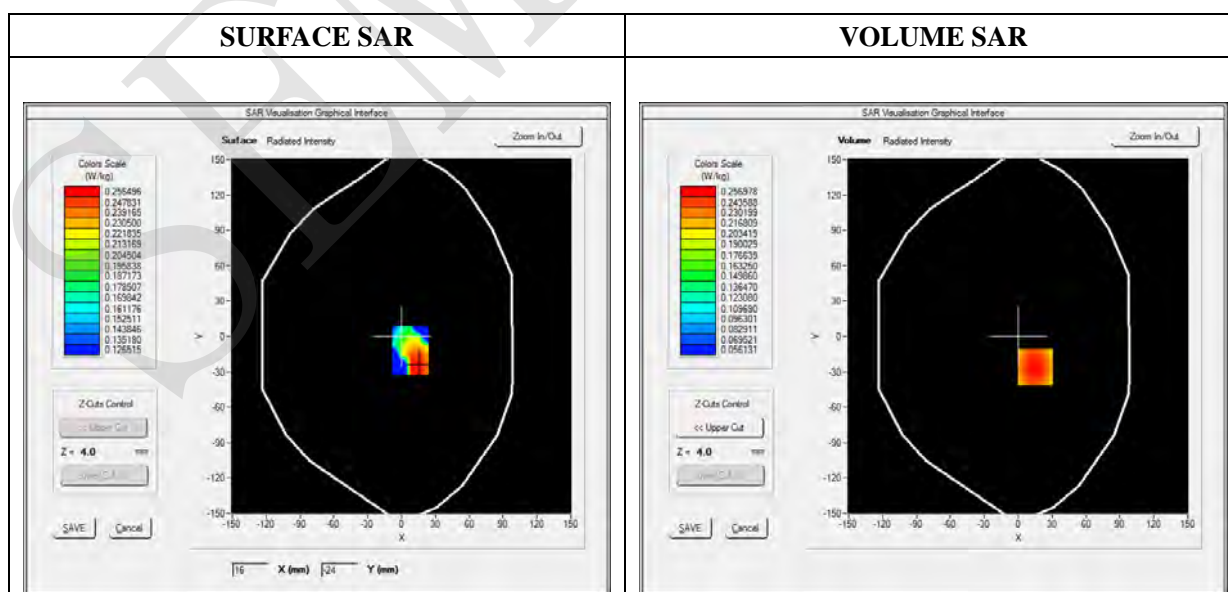 SURFACE SAR
VOLUME SAR
SAR Visualisation Graphical Interface
Surface Radiated Intensity
Zoom In/Out
Colors Scale
(W/kg)
0.256496
0.247831
0.239165
0.230500
0.221835
0.213169
0.204504
0.195838
0.187173
0.178507
0.169842
0.161176
0.152511
0.143846
0.135180
0.126515
150
120
90
60
30
0
-30
-60
-90
-120
-150
Y
-150 -120 -90 -60 -30 0 30 60 90 120 150
X
Z-Cuts Control
<< Upper Cut
Z = 4.0 mm
SAVE Cancel
16 X (mm) -24 Y (mm)
SAR Visualisation Graphical Interface
Volume Radiated Intensity
Zoom In/Out
Colors Scale
(W/kg)
0.256978
0.243588
0.230199
0.216809
0.203419
0.190029
0.176639
0.163250
0.149860
0.136470
0.123080
0.109690
0.096301
0.082911
0.069521
0.056131
150
120
90
60
30
0
-30
-60
-90
-120
-150
Y
-150 -120 -90 -60 -30 0 30 60 90 120 150
X
Z-Cuts Control
<< Upper Cut
Z = 4.0 mm
SAVE Cancel